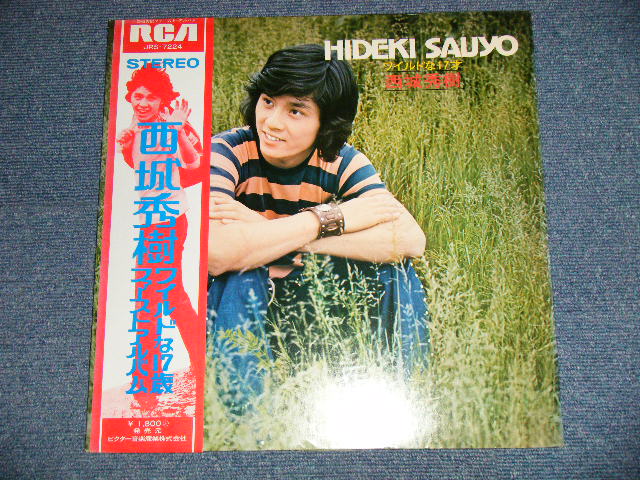 RCA
JRS-7224
STEREO
西城秀樹
ワイルドな17歳
ファーストアルバム
￥1,800
発売元
ビクター音楽産業株式会社
HIDEKI SAIJYO
ワイルドな17才
西城秀樹